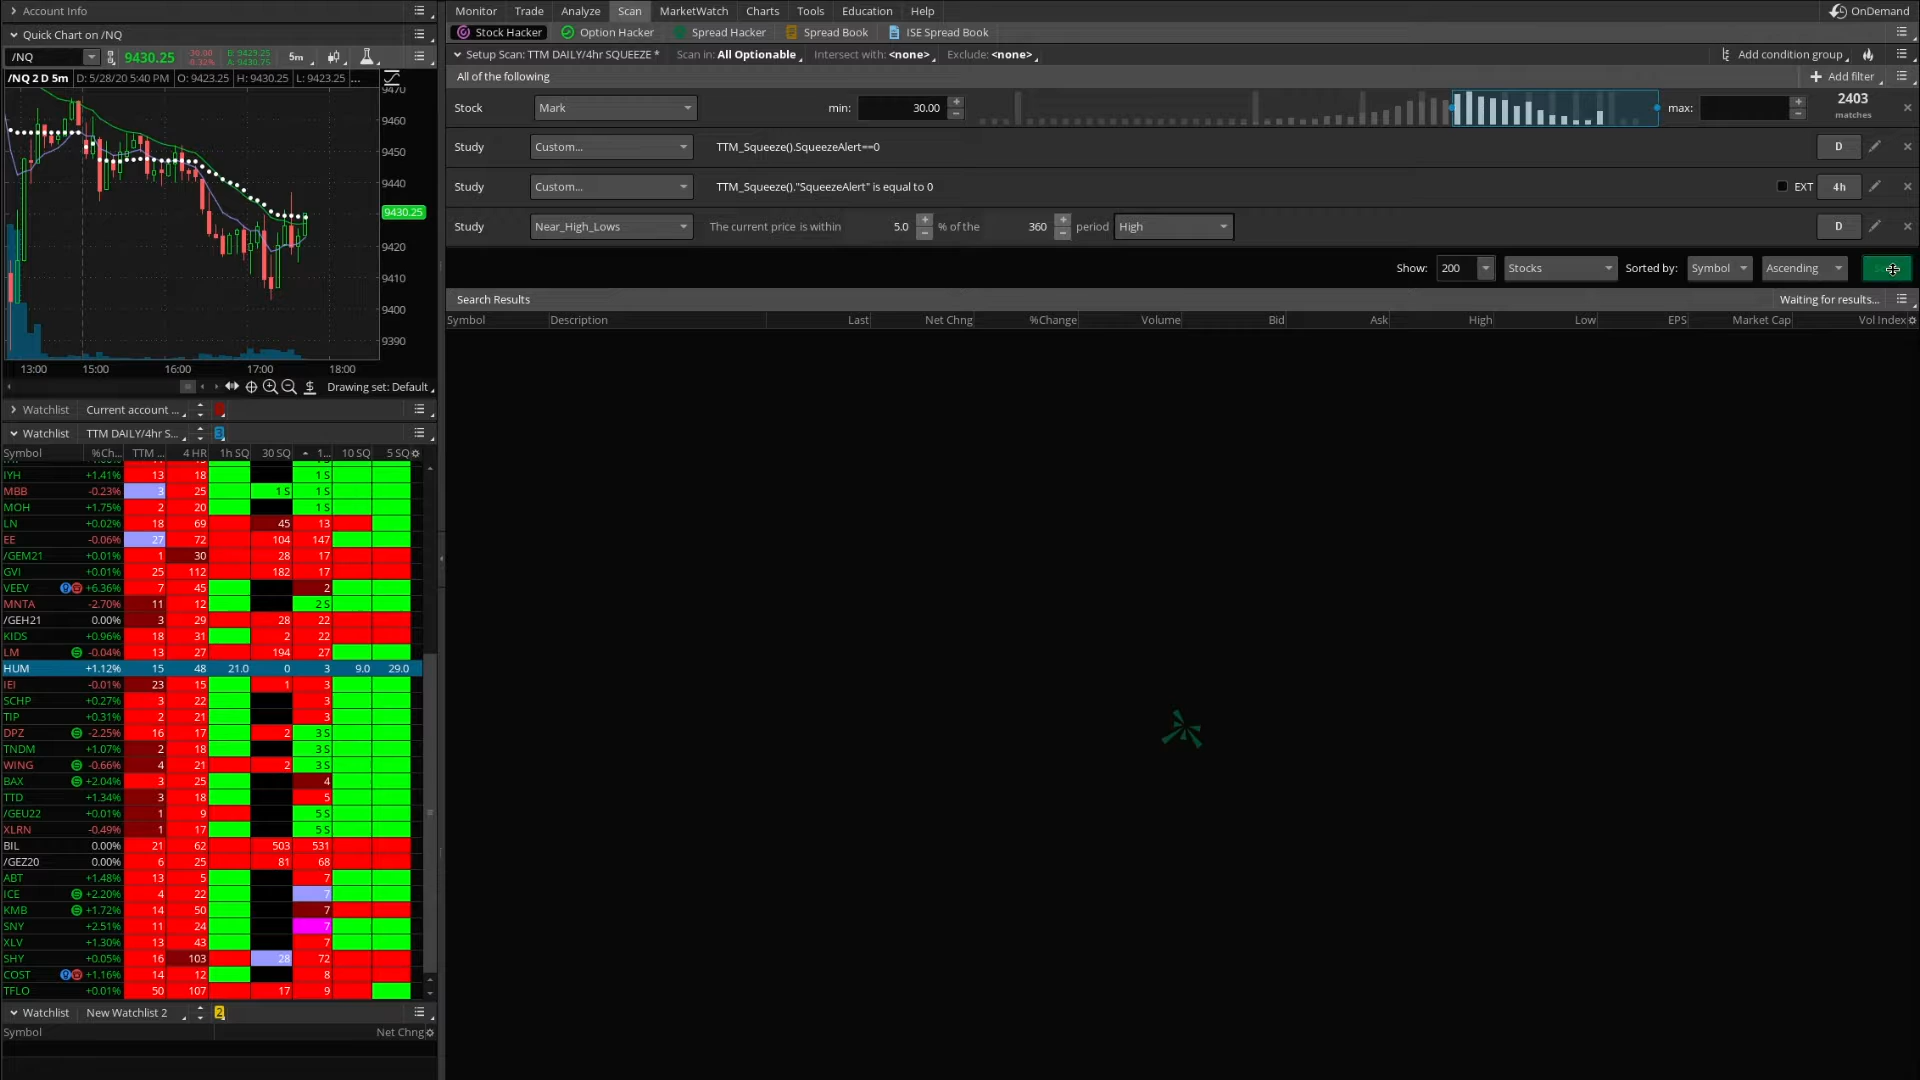 Account Info
Monitor Trade Analyze Scan MarketWatch Charts Tools Education Help OnDemand
Quick Chart on /NQ
Stock Hacker Option Hacker Spread Hacker Spread Book ISE Spread Book
/NQ 9430.25 -30.00 -0.32% B: 9429.25 A: 9430.75 5m
Setup Scan: TTM DAILY/4hr SQUEEZE * Scan in: All Optionable Intersect with: <none> Exclude: <none> Add condition group
/NQ 2 D 5m D: 5/28/20 5:40 PM O: 9423.25 H: 9430.25 L: 9423.25 ...
All of the following Add filter
9470
9460
9450
9440
9430.25
9420
9410
9400
9390
13:00 15:00 16:00 17:00 18:00
Drawing set: Default
Stock Mark min: 30.00 max: 2403 matches
Study Custom... TTM_Squeeze().SqueezeAlert==0 D
Study Custom... TTM_Squeeze()."SqueezeAlert" is equal to 0 EXT 4h
Study Near_High_Lows The current price is within 5.0 % of the 360 period High D
Show: 200 Stocks Sorted by: Symbol Ascending
Search Results Waiting for results...
Symbol Description Last Net Chng %Change Volume Bid Ask High Low EPS Market Cap Vol Index
Watchlist Current account ...
Watchlist TTM DAILY/4hr S... 3
Symbol %Ch... TTM ... 4 HR 1h SQ 30 SQ 1... 10 SQ 5 SQ
IYH +1.41% 13 18 1 S
MBB -0.23% 3 25 1 S 1 S
MOH +1.75% 2 20 1 S
LN +0.02% 18 69 45 13
EE -0.06% 27 72 104 147
/GEM21 +0.01% 1 30 28 17
GVI +0.01% 25 112 182 17
VEEV +6.36% 7 45 2
MNTA -2.70% 11 12 2 S
/GEH21 0.00% 3 29 28 22
KIDS +0.96% 18 31 2 22
LM -0.04% 13 27 194 27
HUM +1.12% 15 48 21.0 0 3 9.0 29.0
IEI -0.01% 23 15 1 3
SCHP +0.27% 3 22 3
TIP +0.31% 2 21 3
DPZ -2.25% 16 17 2 3 S
TNDM +1.07% 2 18 3 S
WING -0.66% 4 21 2 3 S
BAX +2.04% 3 25 4
TTD +1.34% 3 18 5
/GEU22 +0.01% 1 9 5 S
XLRN -0.49% 1 17 5 S
BIL 0.00% 21 62 503 531
/GEZ20 0.00% 6 25 81 68
ABT +1.48% 13 5 7
ICE +2.20% 4 22 7
KMB +1.72% 14 50 7
SNY +2.51% 11 24 7
XLV +1.30% 13 43 7
SHY +0.05% 16 103 28 72
COST +1.16% 14 12 8
TFLO +0.01% 50 107 17 9
Watchlist New Watchlist 2 2
Symbol Net Chng